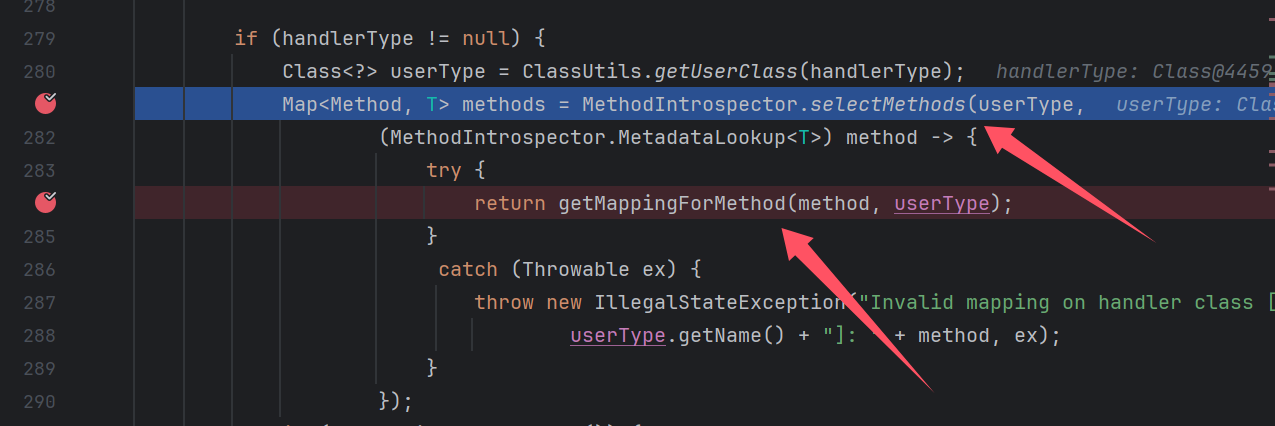 278
279 if (handlerType != null) {
280 Class<?> userType = ClassUtils.getUserClass(handlerType); handlerType: Class@4459
Map<Method, T> methods = MethodIntrospector.selectMethods(userType, userType: Clas
282 (MethodIntrospector.MetadataLookup<T>) method -> {
283 try {
return getMappingForMethod(method, userType);
285 }
286 catch (Throwable ex) {
287 throw new IllegalStateException("Invalid mapping on handler class [
288 userType.getName() + "]: " + method, ex);
289 }
290 });